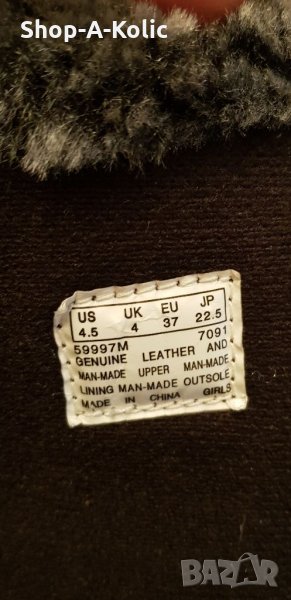 Shop-A-Kolic
US UK EU JP
4.5 4 37 22.5
59997M 7091
GENUINE LEATHER AND
MAN-MADE UPPER MAN-MADE
LINING MAN-MADE OUTSOLE
MADE IN CHINA GIRLS
BAZAR